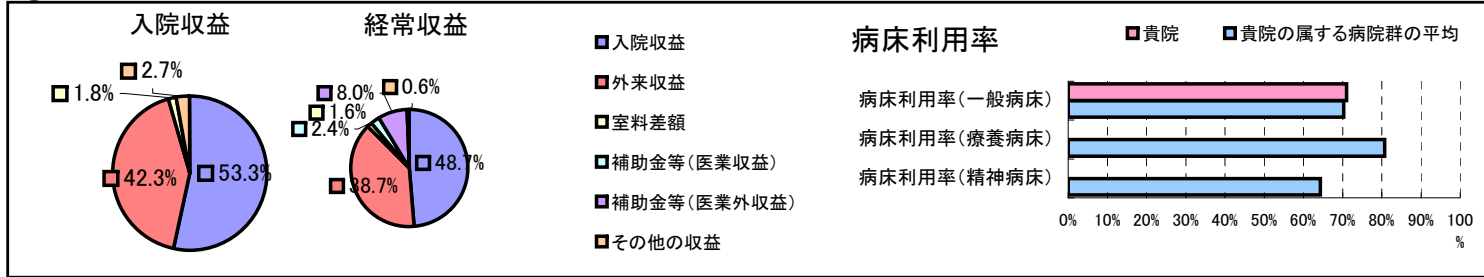 入院収益
2.7%
1.8%
42.3%
53.3%
経常収益
8.0%
0.6%
1.6%
2.4%
48.7%
38.7%
入院収益
外来収益
室料差額
補助金等(医業収益)
補助金等(医業外収益)
その他の収益
病床利用率
貴院 貴院の属する病院群の平均
病床利用率(一般病床)
病床利用率(療養病床)
病床利用率(精神病床)
0% 10% 20% 30% 40% 50% 60% 70% 80% 90% 100
%